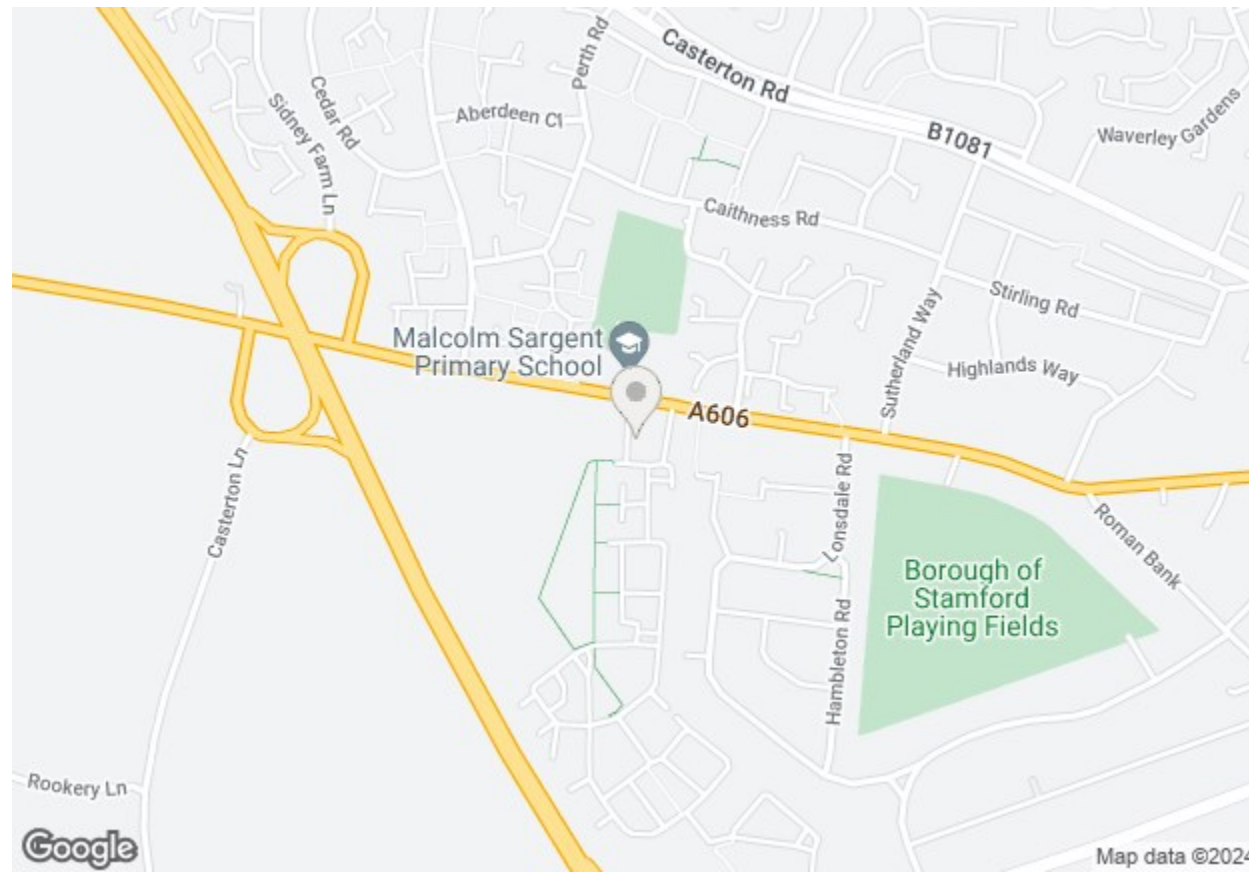 Casterton Rd
Perth Rd
Cedar Rd
Sidney Farm Ln
Aberdeen Cl
B1081
Waverley Gardens
Caithness Rd
Stirling Rd
Sutherland Way
Highlands Way
Malcolm Sargent
Primary School
A606
Casterton Ln
Lonsdale Rd
Roman Bank
Borough of
Stamford
Playing Fields
Hambleton Rd
Rookery Ln
Google
Map data ©2024